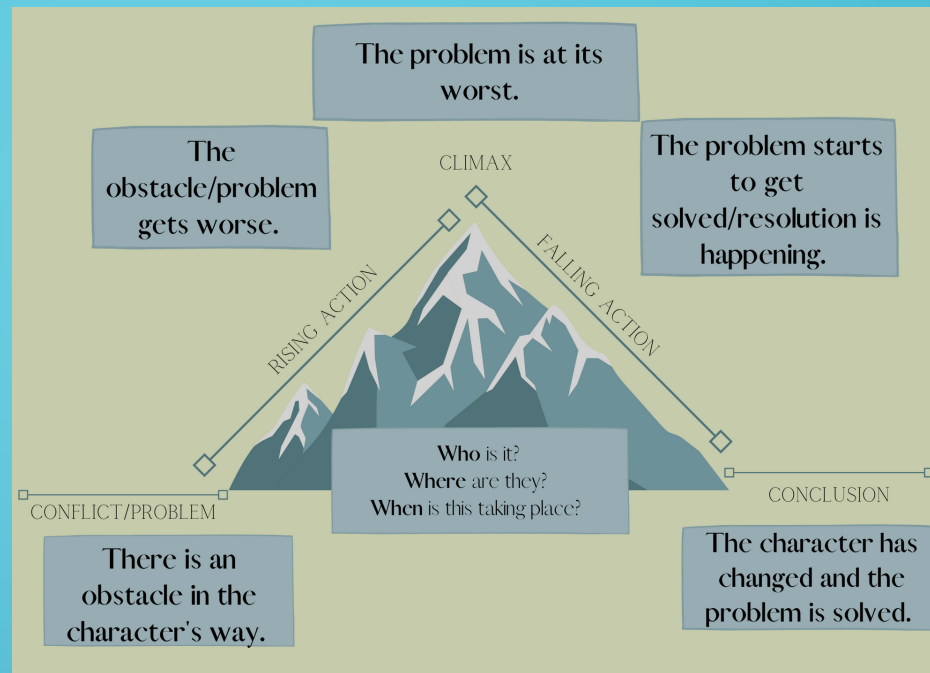 The problem is at its
worst.
The
obstacle/problem
gets worse.
CLIMAX
The problem starts
to get
solved/resolution is
happening.
RISING ACTION
FALLING ACTION
Who is it?
Where are they?
When is this taking place?
CONFLICT/PROBLEM
There is an
obstacle in the
character's way.
CONCLUSION
The character has
changed and the
problem is solved.